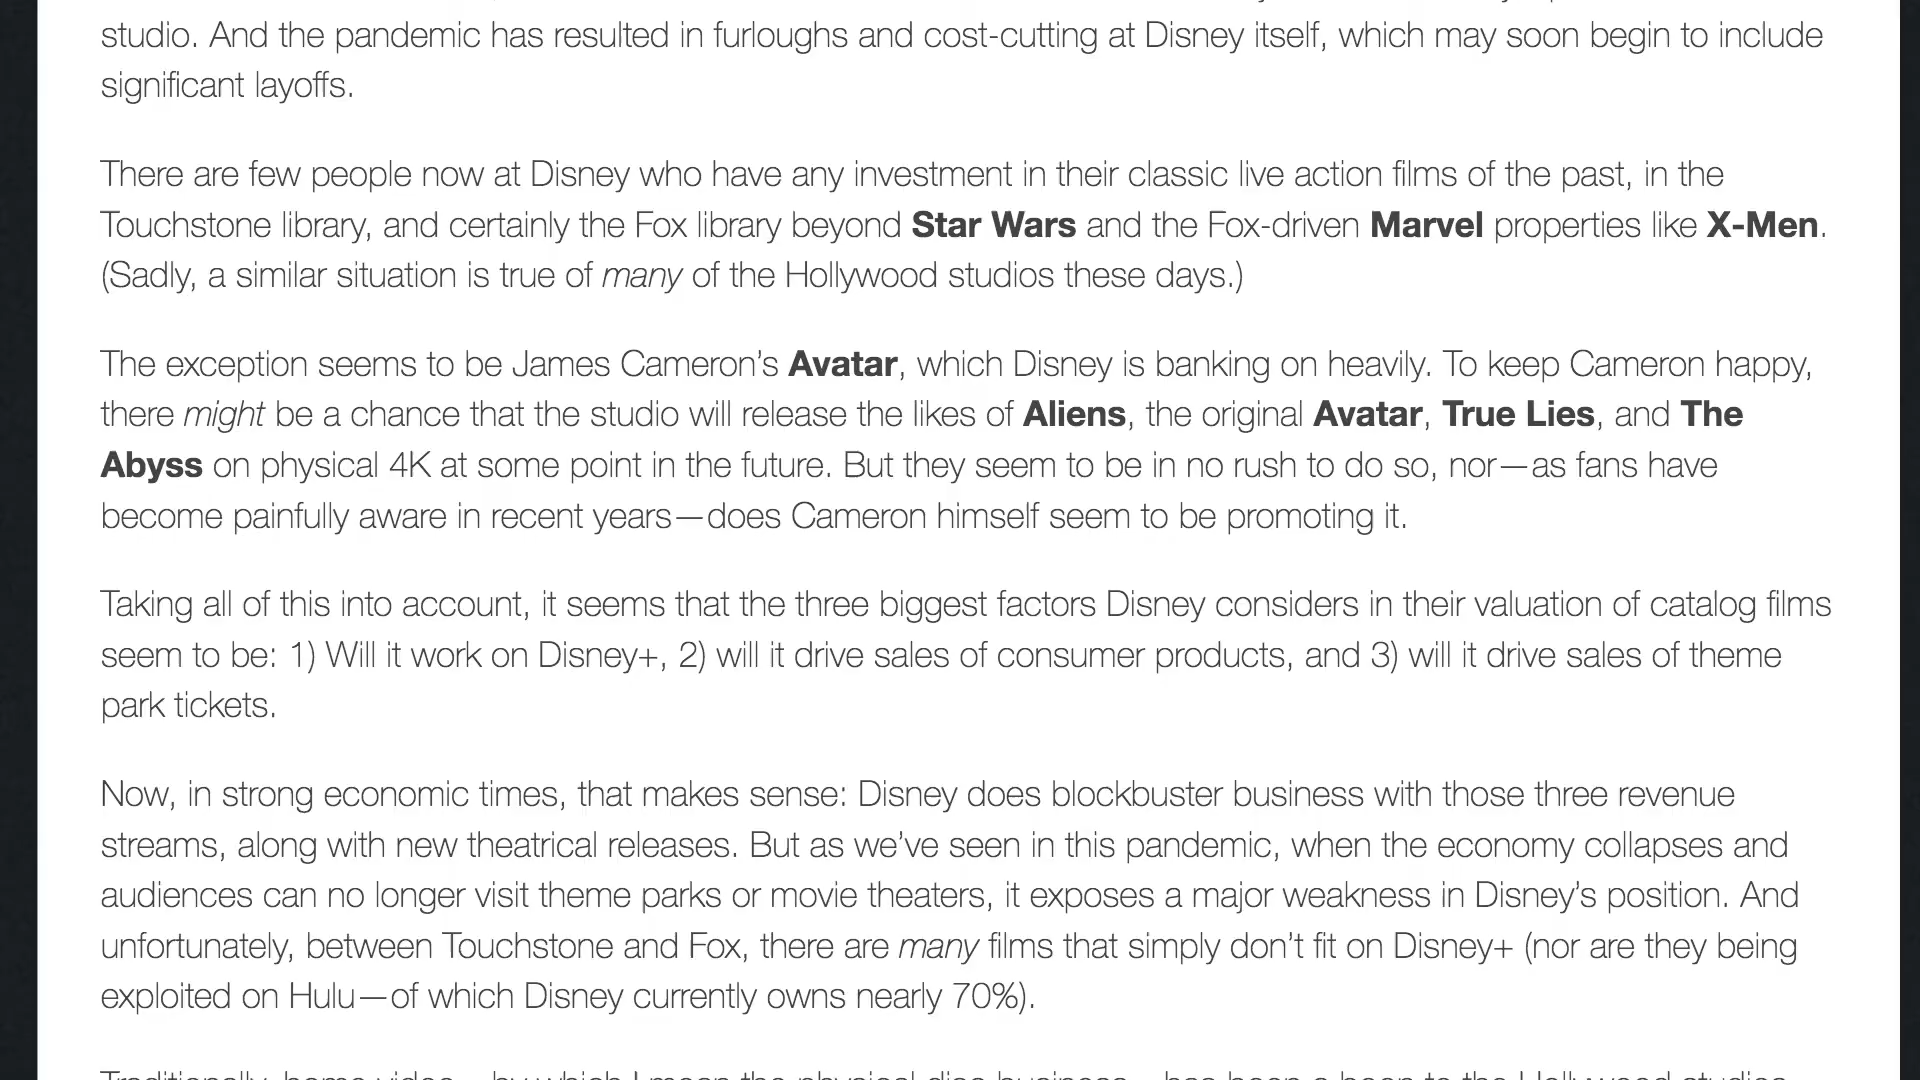 studio. And the pandemic has resulted in furloughs and cost-cutting at Disney itself, which may soon begin to include
significant layoffs.
There are few people now at Disney who have any investment in their classic live action films of the past, in the
Touchstone library, and certainly the Fox library beyond Star Wars and the Fox-driven Marvel properties like X-Men.
(Sadly, a similar situation is true of many of the Hollywood studios these days.)
The exception seems to be James Cameron’s Avatar, which Disney is banking on heavily. To keep Cameron happy,
there might be a chance that the studio will release the likes of Aliens, the original Avatar, True Lies, and The
Abyss on physical 4K at some point in the future. But they seem to be in no rush to do so, nor—as fans have
become painfully aware in recent years—does Cameron himself seem to be promoting it.
Taking all of this into account, it seems that the three biggest factors Disney considers in their valuation of catalog films
seem to be: 1) Will it work on Disney+, 2) will it drive sales of consumer products, and 3) will it drive sales of theme
park tickets.
Now, in strong economic times, that makes sense: Disney does blockbuster business with those three revenue
streams, along with new theatrical releases. But as we’ve seen in this pandemic, when the economy collapses and
audiences can no longer visit theme parks or movie theaters, it exposes a major weakness in Disney’s position. And
unfortunately, between Touchstone and Fox, there are many films that simply don’t fit on Disney+ (nor are they being
exploited on Hulu—of which Disney currently owns nearly 70%).